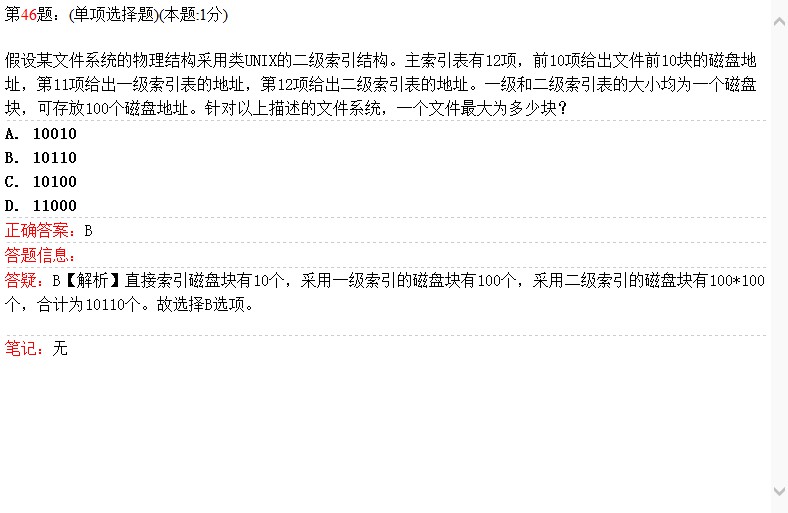 第46题：(单项选择题)(本题:1分)
假设某文件系统的物理结构采用类UNIX的二级索引结构。主索引表有12项，前10项给出文件前10块的磁盘地
址，第11项给出一级索引表的地址，第12项给出二级索引表的地址。一级和二级索引表的大小均为一个磁盘
块，可存放100个磁盘地址。针对以上描述的文件系统，一个文件最大为多少块？
A. 10010
B. 10110
C. 10100
D. 11000
正确答案：B
答题信息：
答疑：B【解析】直接索引磁盘块有10个，采用一级索引的磁盘块有100个，采用二级索引的磁盘块有100*100
个，合计为10110个。故选择B选项。
笔记：无